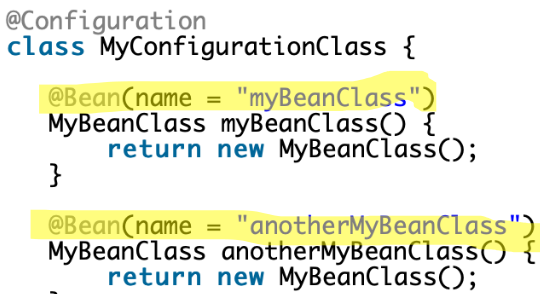 @Configuration
class MyConfigurationClass {
@Bean(name = "myBeanClass")
MyBeanClass myBeanClass() {
return new MyBeanClass();
}
@Bean(name = "anotherMyBeanClass")
MyBeanClass anotherMyBeanClass() {
return new MyBeanClass();